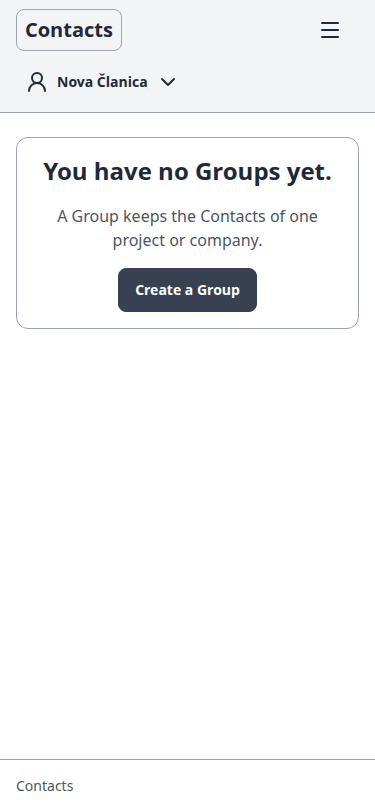 Contacts
Nova Članica
You have no Groups yet.
A Group keeps the Contacts of one
project or company.
Create a Group
Contacts